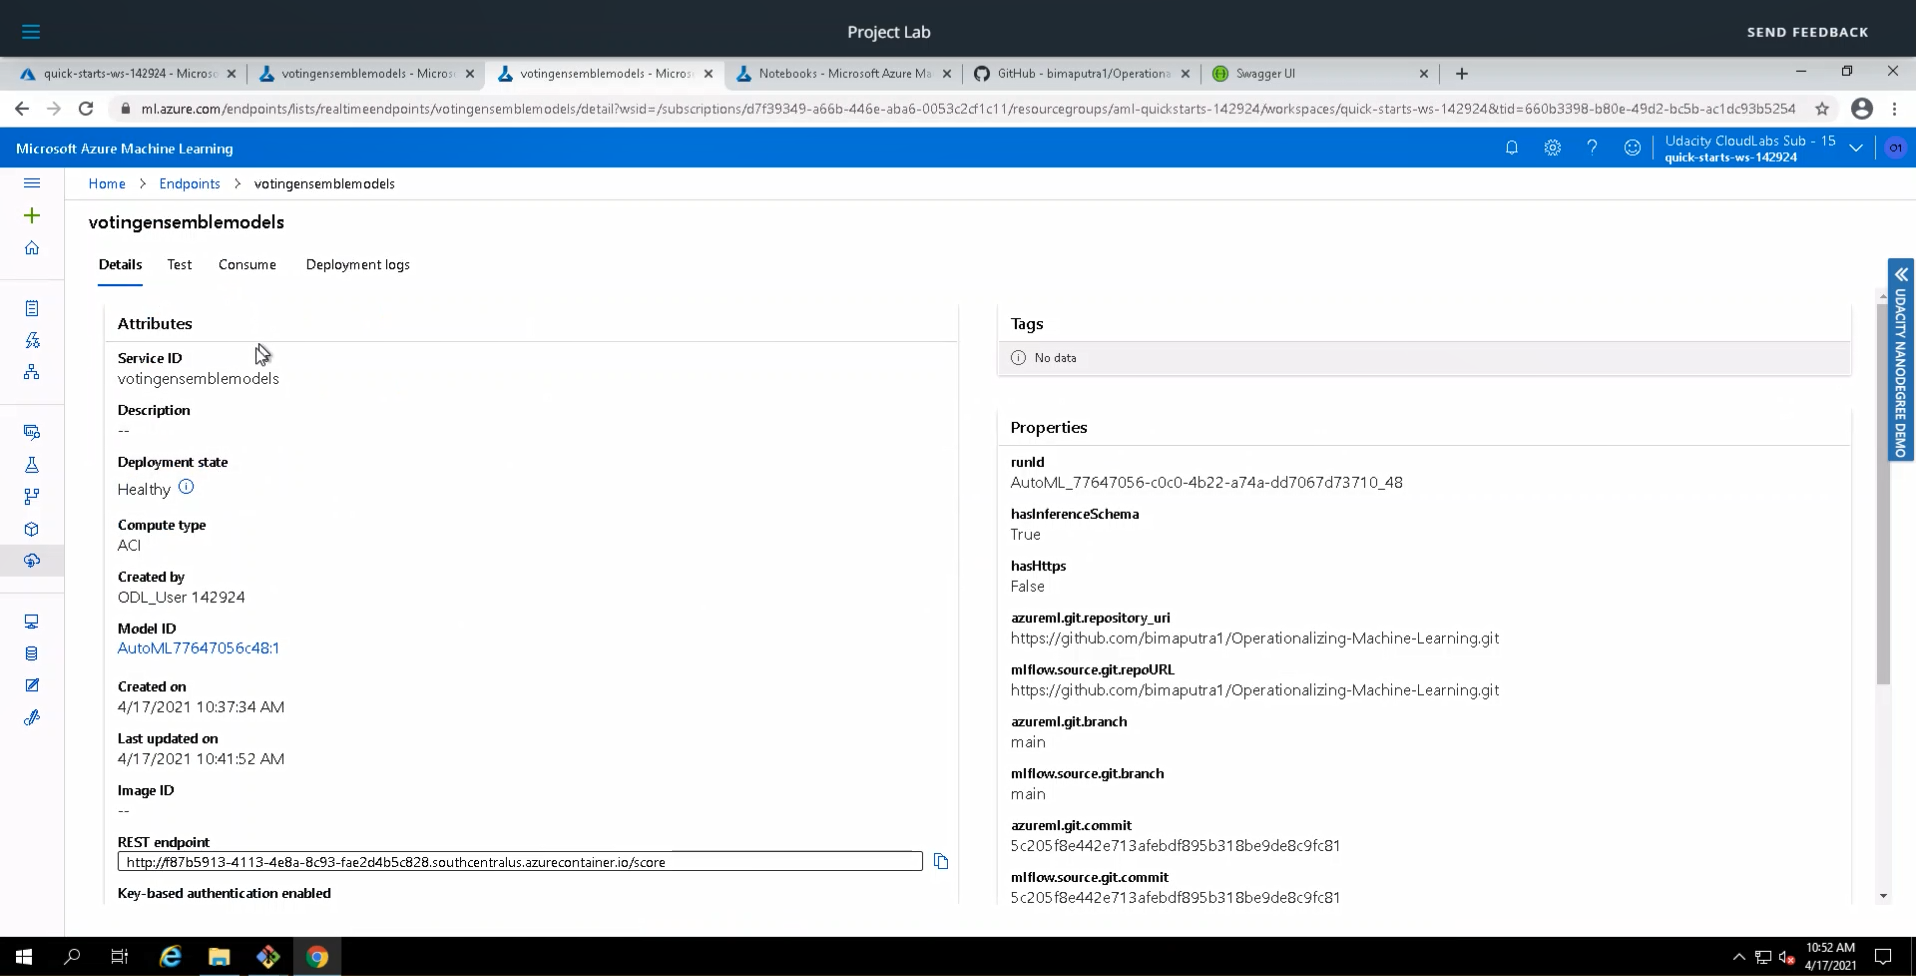 Project Lab
SEND FEEDBACK
quick-starts-ws-142924 - Microso
votingensemblemodels - Microso
votingensemblemodels - Microso
Notebooks - Microsoft Azure Ma
GitHub - bimaputra1/Operationa
Swagger UI
ml.azure.com/endpoints/lists/realtimeendpoints/votingensemblemodels/detail?wsid=/subscriptions/d7f39349-a66b-446e-aba6-0053c2cf1c11/resourcegroups/aml-quickstarts-142924/workspaces/quick-starts-ws-142924&tid=660b3398-b80e-49d2-bc5b-ac1dc93b5254
Microsoft Azure Machine Learning
Udacity CloudLabs Sub - 15
quick-starts-ws-142924
O1
Home > Endpoints > votingensemblemodels
votingensemblemodels
Details Test Consume Deployment logs
Attributes
Service ID
votingensemblemodels
Description
--
Deployment state
Healthy
Compute type
ACI
Created by
ODL_User 142924
Model ID
AutoML77647056c48:1
Created on
4/17/2021 10:37:34 AM
Last updated on
4/17/2021 10:41:52 AM
Image ID
--
REST endpoint
http://f87b5913-4113-4e8a-8c93-fae2d4b5c828.southcentralus.azurecontainer.io/score
Key-based authentication enabled
Tags
No data
Properties
runId
AutoML_77647056-c0c0-4b22-a74a-dd7067d73710_48
hasInferenceSchema
True
hasHttps
False
azureml.git.repository_uri
https://github.com/bimaputra1/Operationalizing-Machine-Learning.git
mlflow.source.git.repoURL
https://github.com/bimaputra1/Operationalizing-Machine-Learning.git
azureml.git.branch
main
mlflow.source.git.branch
main
azureml.git.commit
5c205f8e442e713afebdf895b318be9de8c9fc81
mlflow.source.git.commit
5c205f8e442e713afebdf895b318be9de8c9fc81
UDACITY NANODEGREE DEMO
10:52 AM
4/17/2021